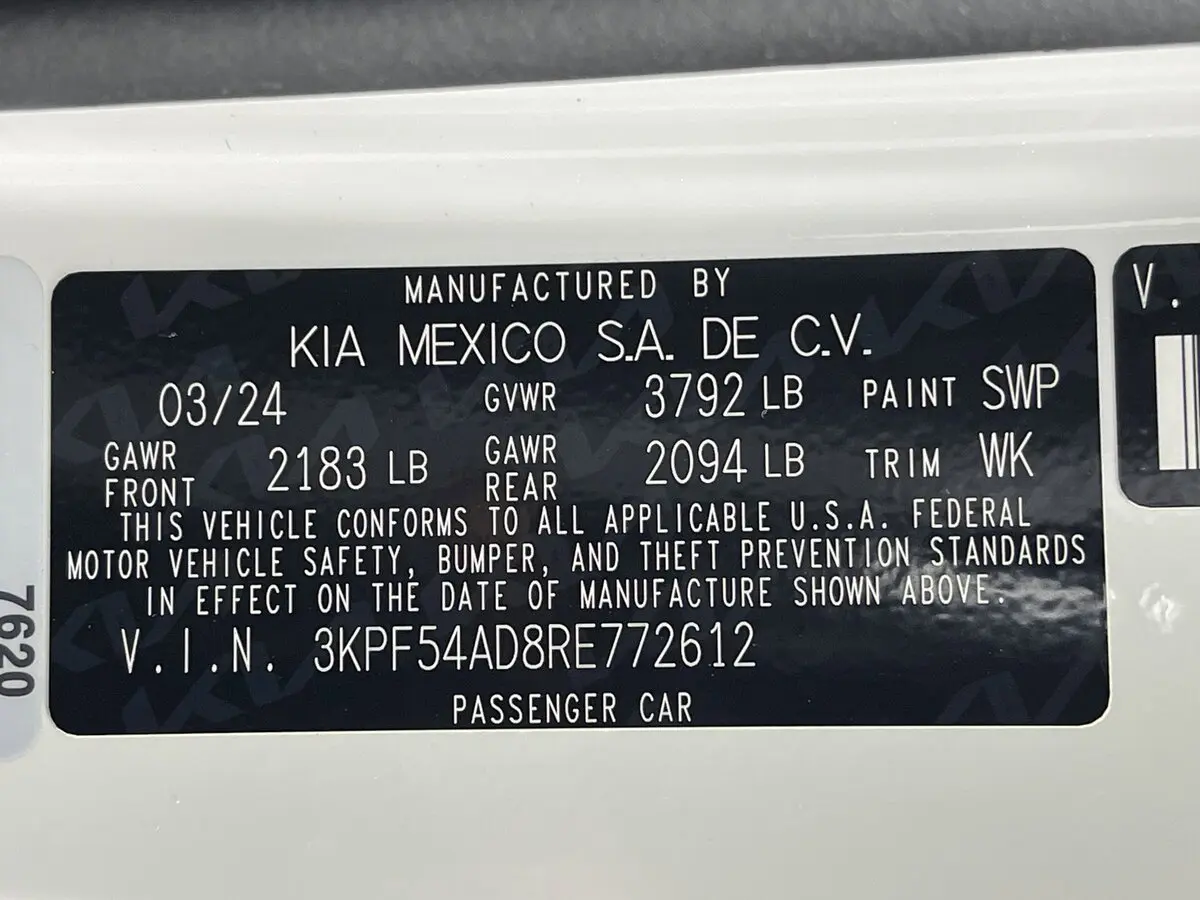 MANUFACTURED BY
KIA MEXICO S.A. DE C.V.
03/24 GVWR 3792 LB PAINT SWP
GAWR FRONT 2183 LB GAWR REAR 2094 LB TRIM WK
THIS VEHICLE CONFORMS TO ALL APPLICABLE U.S.A. FEDERAL
MOTOR VEHICLE SAFETY, BUMPER, AND THEFT PREVENTION STANDARDS
IN EFFECT ON THE DATE OF MANUFACTURE SHOWN ABOVE.
V.I.N. 3KPF54AD8RE772612
PASSENGER CAR
V.
7620